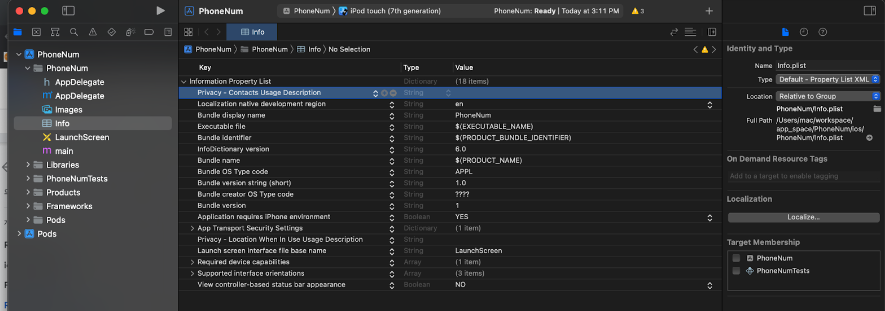 PhoneNum
PhoneNum
iPod touch (7th generation)
PhoneNum: Ready | Today at 3:11 PM
3
Info
PhoneNum
PhoneNum
Info
No Selection
PhoneNum
PhoneNum
AppDelegate
AppDelegate
Images
Info
LaunchScreen
main
Libraries
PhoneNumTests
Products
Frameworks
Pods
Pods
Key Type Value
Information Property List Dictionary (18 items)
Privacy - Contacts Usage Description String
Localization native development region String en
Bundle display name String PhoneNum
Executable file String $(EXECUTABLE_NAME)
Bundle identifier String $(PRODUCT_BUNDLE_IDENTIFIER)
InfoDictionary version String 6.0
Bundle name String $(PRODUCT_NAME)
Bundle OS Type code String APPL
Bundle version string (short) String 1.0
Bundle creator OS Type code String ????
Bundle version String 1
Application requires iPhone environment Boolean YES
App Transport Security Settings Dictionary (1 item)
Privacy - Location When In Use Usage Description String
Launch screen interface file base name String LaunchScreen
Required device capabilities Array (1 item)
Supported interface orientations Array (3 items)
View controller-based status bar appearance Boolean NO
Identity and Type
Name Info.plist
Type Default - Property List XML
Location Relative to Group
PhoneNum/Info.plist
Full Path /Users/mac/workspace/
app_space/PhoneNum/ios/
PhoneNum/Info.plist
On Demand Resource Tags
Add to a target to enable tagging
Localization
Localize...
Target Membership
PhoneNum
PhoneNumTests